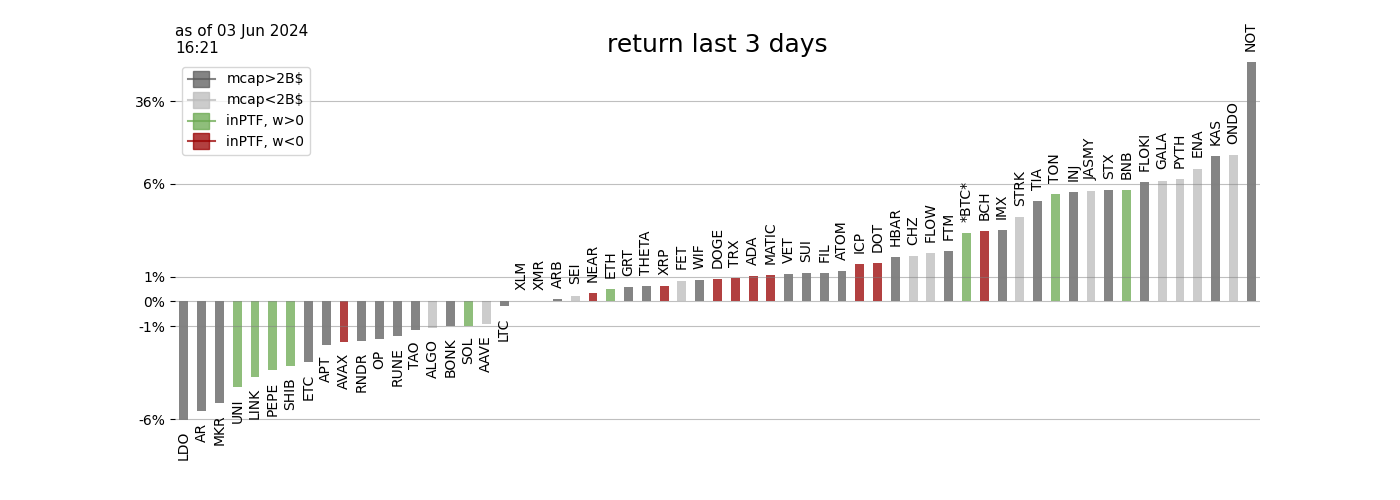 as of 03 Jun 2024
16:21
return last 3 days
mcap>2B$
mcap<2B$
inPTF, w>0
inPTF, w<0
36%
6%
1%
0%
-1%
-6%
LDO
AR
MKR
UNI
LINK
PEPE
SHIB
ETC
APT
AVAX
RNDR
OP
RUNE
TAO
ALGO
BONK
SOL
AAVE
LTC
XLM
XMR
ARB
SEI
NEAR
ETH
GRT
THETA
XRP
FET
WIF
DOGE
TRX
ADA
MATIC
VET
SUI
FIL
ATOM
ICP
DOT
HBAR
CHZ
FLOW
FTM
*BTC*
BCH
IMX
STRK
TIA
TON
INJ
JASMY
STX
BNB
FLOKI
GALA
PYTH
ENA
KAS
ONDO
NOT